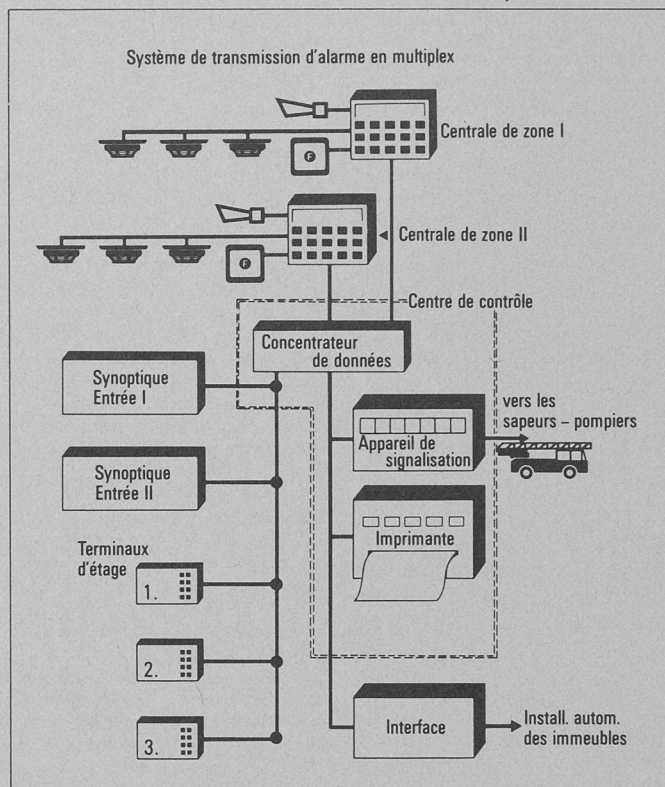 Système de transmission d'alarme en multiplex
Centrale de zone I
F
Centrale de zone II
F
Centre de contrôle
Concentrateur
de données
Synoptique
Entrée I
vers les
sapeurs – pompiers
Appareil de
signalisation
Synoptique
Entrée II
Imprimante
Terminaux
d'étage
1.
2.
3.
Interface
Install. autom.
des immeubles